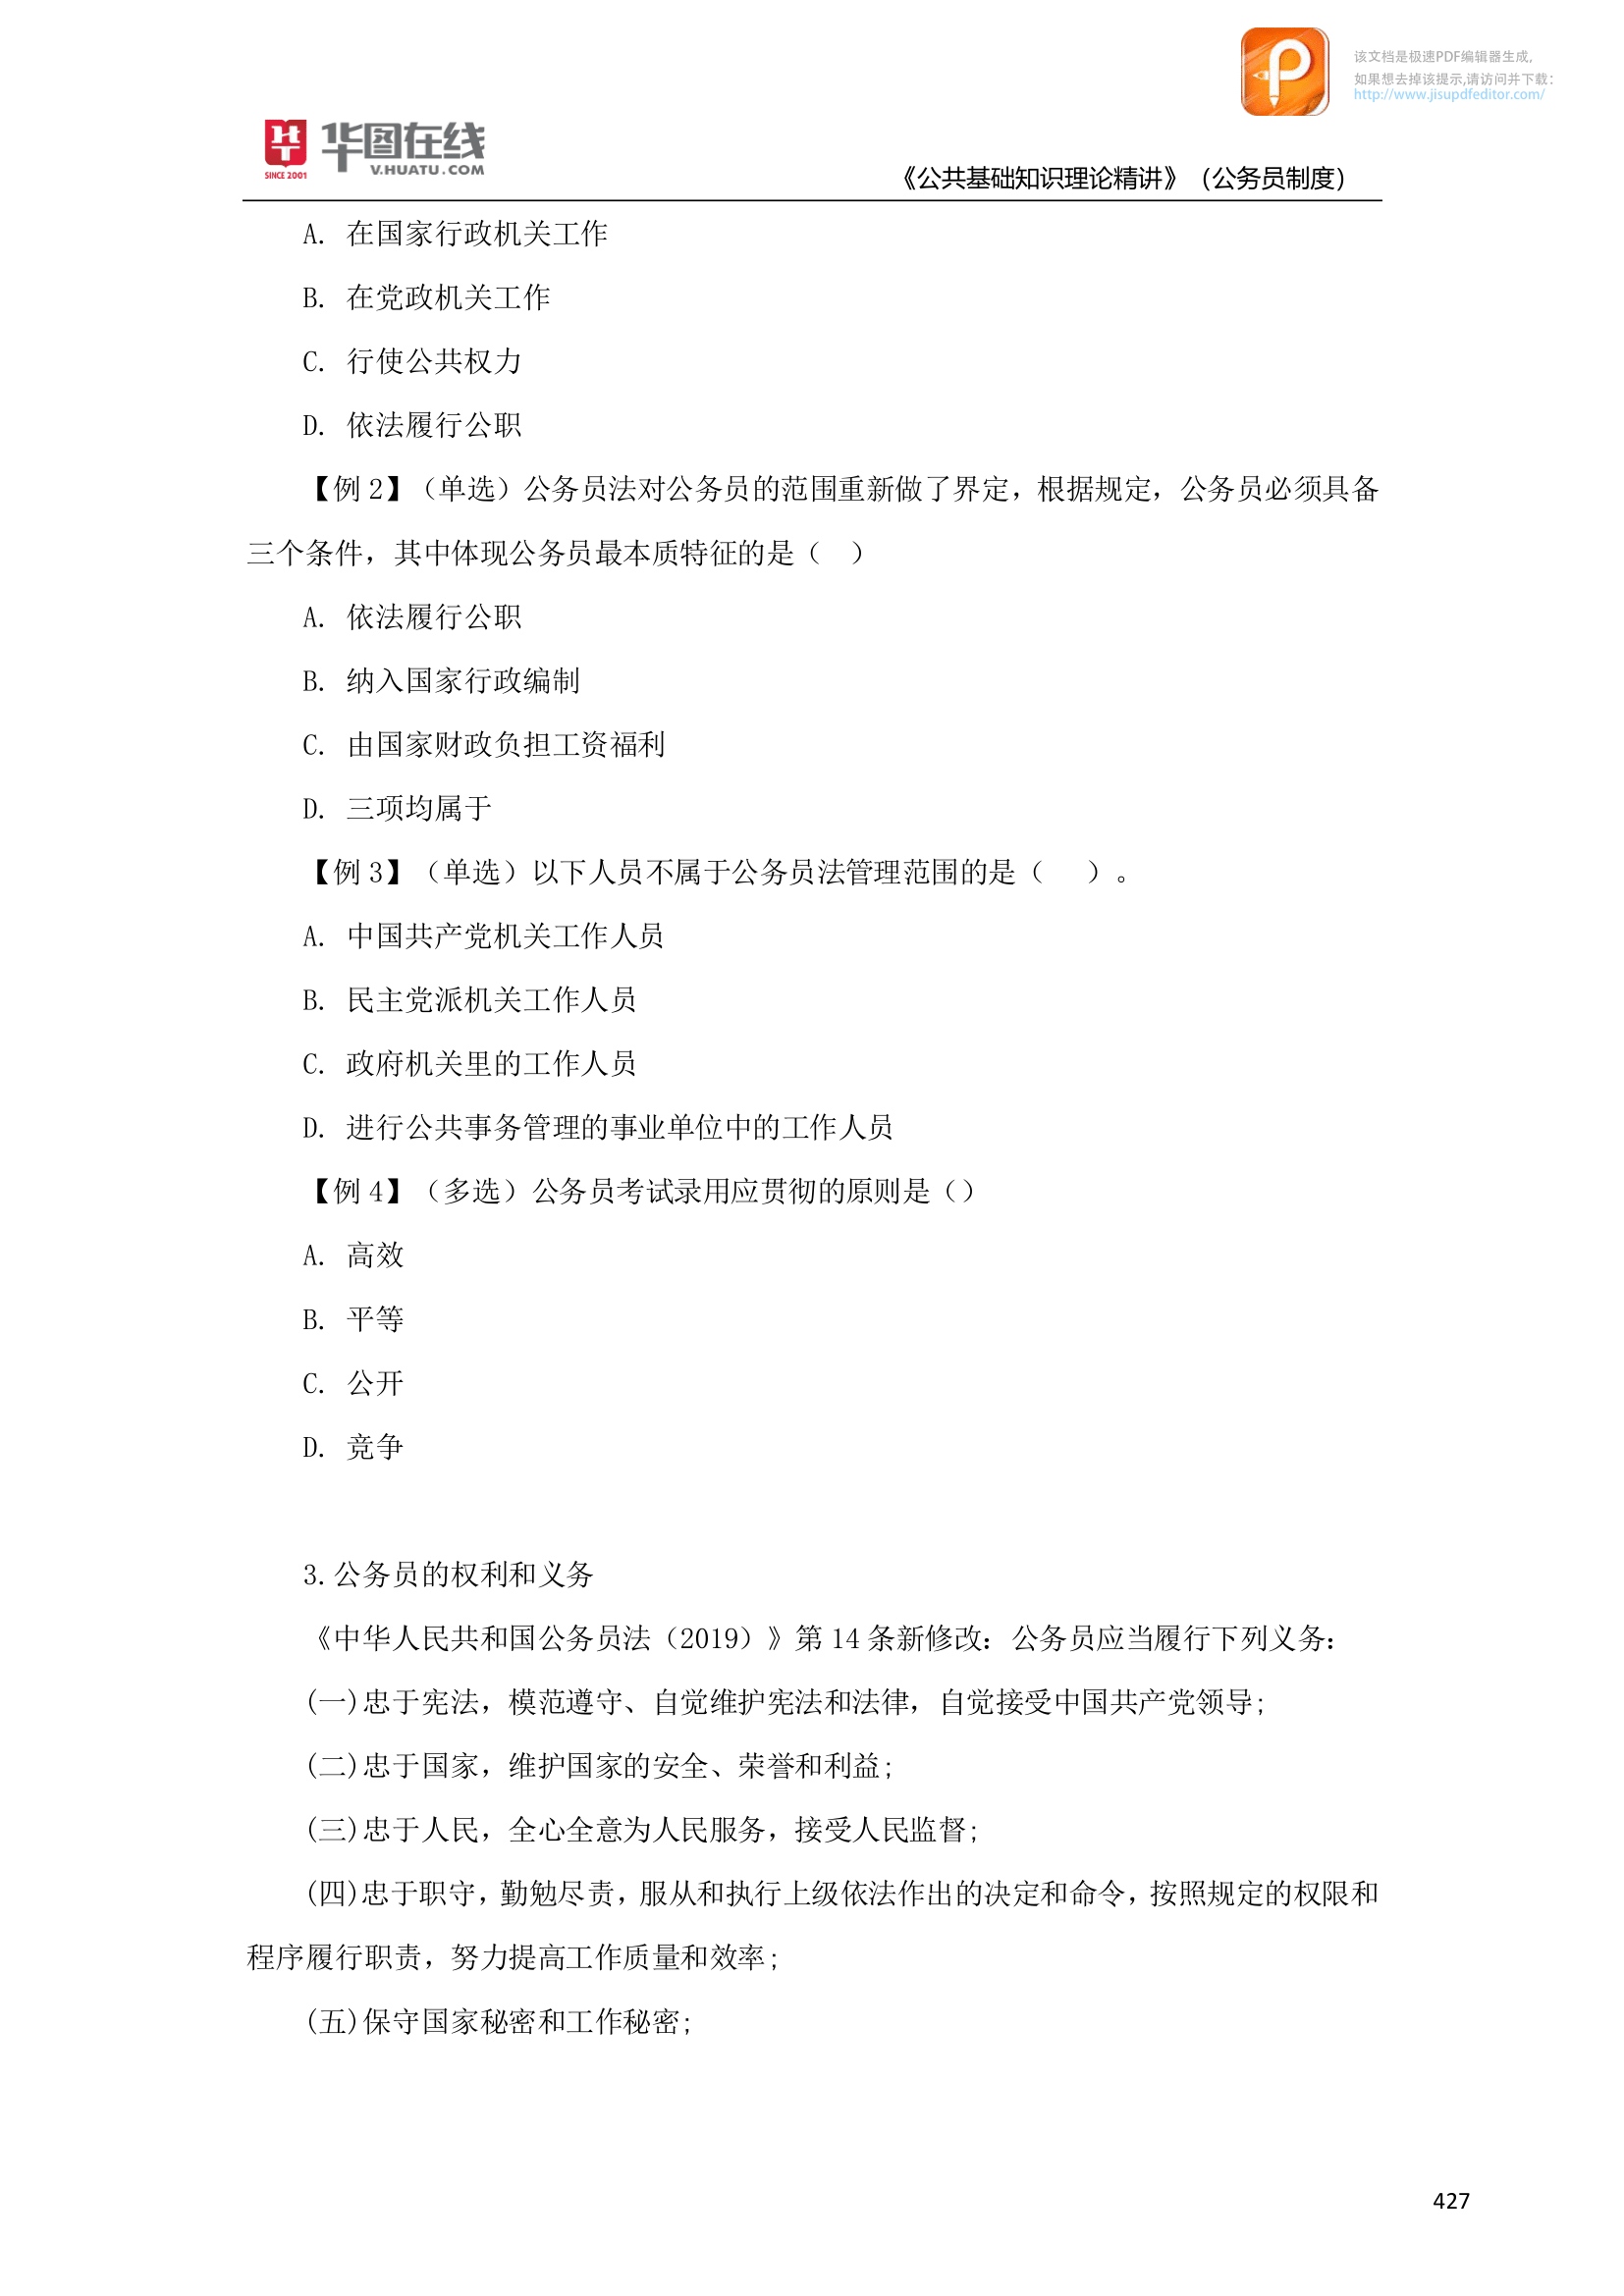 该文档是极速PDF编辑器生成,
如果想去掉该提示,请访问并下载:
http://www.jisupdfeditor.com/
华图在线
V.HUATU.COM
SINCE 2001
《公共基础知识理论精讲》（公务员制度）
A. 在国家行政机关工作
B. 在党政机关工作
C. 行使公共权力
D. 依法履行公职
【例 2】（单选）公务员法对公务员的范围重新做了界定，根据规定，公务员必须具备
三个条件，其中体现公务员最本质特征的是（ ）
A. 依法履行公职
B. 纳入国家行政编制
C. 由国家财政负担工资福利
D. 三项均属于
【例 3】（单选）以下人员不属于公务员法管理范围的是（ ）。
A. 中国共产党机关工作人员
B. 民主党派机关工作人员
C. 政府机关里的工作人员
D. 进行公共事务管理的事业单位中的工作人员
【例 4】（多选）公务员考试录用应贯彻的原则是（）
A. 高效
B. 平等
C. 公开
D. 竞争
3.公务员的权利和义务
《中华人民共和国公务员法（2019）》第 14 条新修改：公务员应当履行下列义务：
(一)忠于宪法，模范遵守、自觉维护宪法和法律，自觉接受中国共产党领导;
(二)忠于国家，维护国家的安全、荣誉和利益;
(三)忠于人民，全心全意为人民服务，接受人民监督;
(四)忠于职守，勤勉尽责，服从和执行上级依法作出的决定和命令，按照规定的权限和
程序履行职责，努力提高工作质量和效率;
(五)保守国家秘密和工作秘密;
427